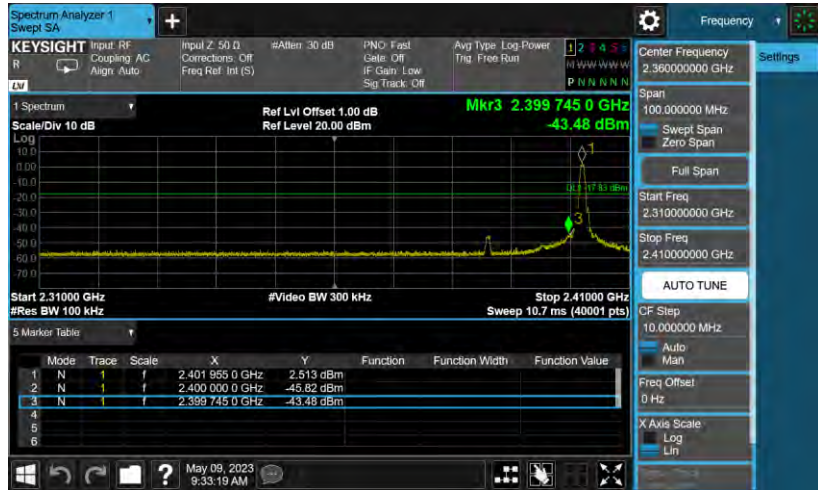 Spectrum Analyzer 1
Swept SA
Frequency
KEYSIGHT
R
LM
Input: RF
Coupling: AC
Align: Auto
Input Z: 50 Ω
Corrections: Off
Freq Ref: Int (S)
#Atten: 30 dB
PNO: Fast
Gate: Off
IF Gain: Low
Sig Track: Off
Avg Type: Log-Power
Trig: Free Run
1 2 3 4 5 6
M W W W W W
P N N N N N
1 Spectrum
Scale/Div 10 dB
Ref Lvl Offset 1.00 dB
Ref Level 20.00 dBm
Mkr3 2.399 745 0 GHz
-43.48 dBm
Log
10.0
0.00
-10.0
-20.0
-30.0
-40.0
-50.0
-60.0
-70.0
1
DL1 -17.83 dBm
3
Start 2.31000 GHz
#Res BW 100 kHz
#Video BW 300 kHz
Stop 2.41000 GHz
Sweep 10.7 ms (40001 pts)
5 Marker Table
Mode Trace Scale X Y Function Function Width Function Value
1 N 1 f 2.401 955 0 GHz 2.513 dBm
2 N 1 f 2.400 000 0 GHz -45.82 dBm
3 N 1 f 2.399 745 0 GHz -43.48 dBm
4
5
6
?
May 09, 2023
9:33:19 AM
Center Frequency
2.360000000 GHz
Span
100.000000 MHz
Swept Span
Zero Span
Full Span
Start Freq
2.310000000 GHz
Stop Freq
2.410000000 GHz
AUTO TUNE
CF Step
10.000000 MHz
Auto
Man
Freq Offset
0 Hz
X Axis Scale
Log
Lin
Settings